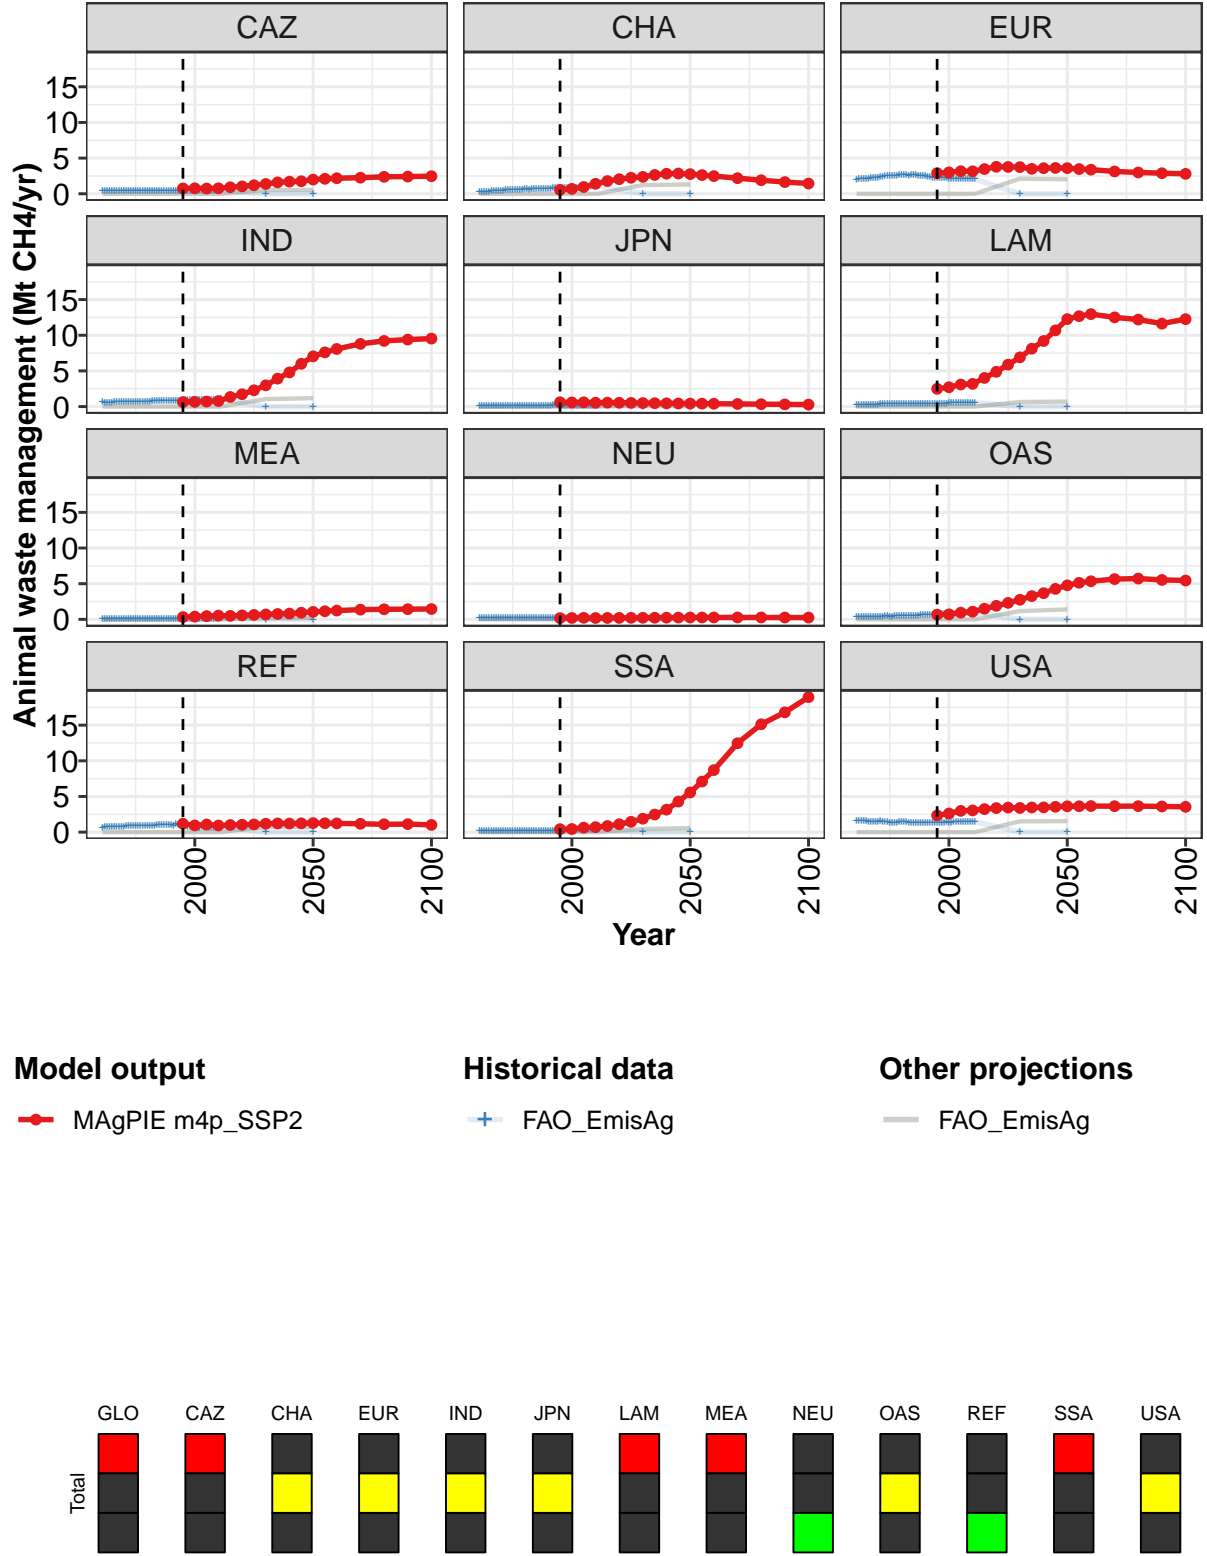 CAZ CHA EUR
15
10
5
0
IND JPN LAM
15
10
5
0
MEA NEU OAS
15
10
5
0
REF SSA USA
15
10
5
0
Animal waste management (Mt CH4/yr)
2000 2050 2100 2000 2050 2100 2000 2050 2100
Year
Model output Historical data Other projections
MAgPIE m4p_SSP2 FAO_EmisAg FAO_EmisAg
GLO CAZ CHA EUR IND JPN LAM MEA NEU OAS REF SSA USA
Total